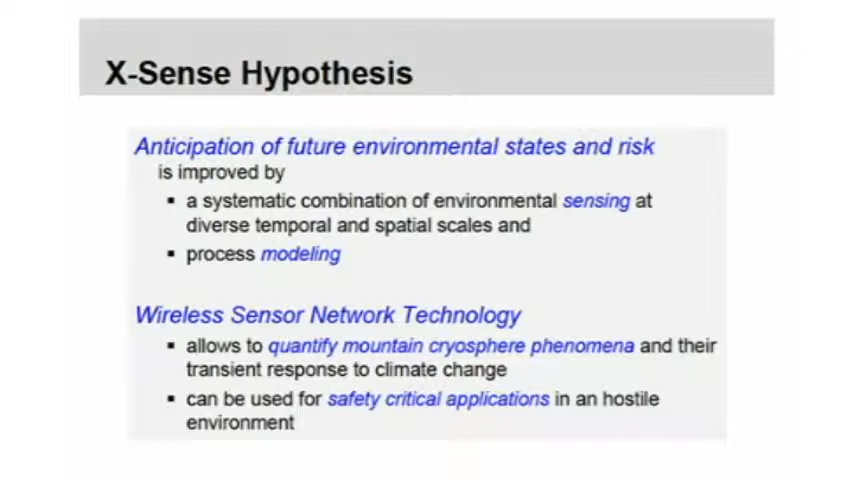 X-Sense Hypothesis
Anticipation of future environmental states and risk
is improved by
▪ a systematic combination of environmental sensing at
diverse temporal and spatial scales and
▪ process modeling
Wireless Sensor Network Technology
▪ allows to quantify mountain cryosphere phenomena and their
transient response to climate change
▪ can be used for safety critical applications in an hostile
environment